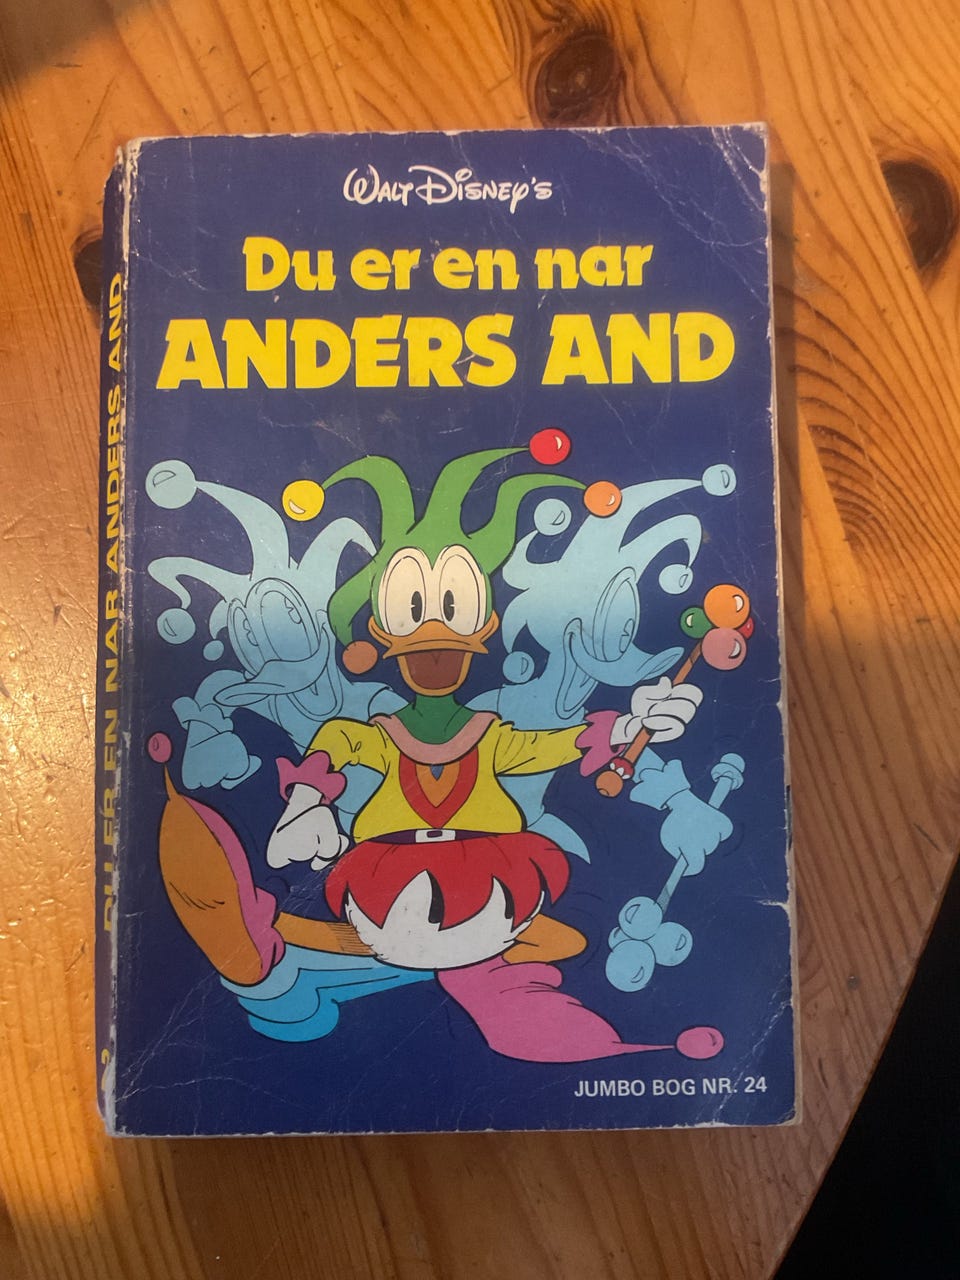 WALT DISNEY'S
Du er en nar
ANDERS AND
JUMBO BOG NR. 24
DU ER EN NAR ANDERS AND